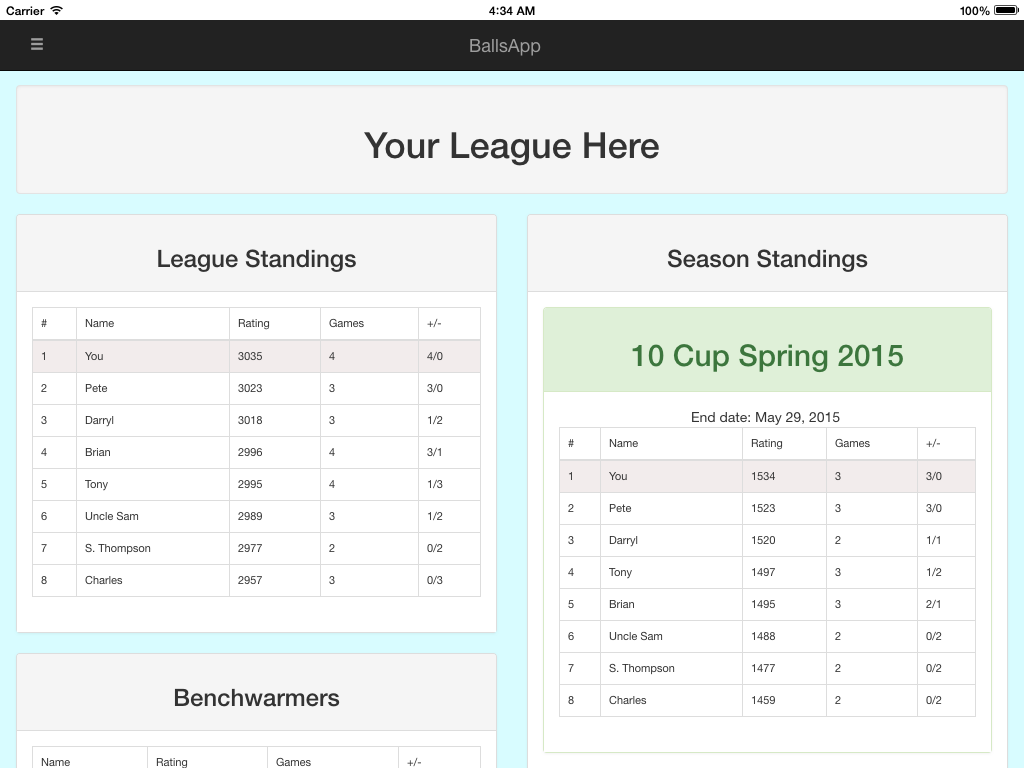 Carrier 4:34 AM 100%
BallsApp
Your League Here
League Standings
# Name Rating Games +/-
1 You 3035 4 4/0
2 Pete 3023 3 3/0
3 Darryl 3018 3 1/2
4 Brian 2996 4 3/1
5 Tony 2995 4 1/3
6 Uncle Sam 2989 3 1/2
7 S. Thompson 2977 2 0/2
8 Charles 2957 3 0/3
Benchwarmers
Name Rating Games +/-
Season Standings
10 Cup Spring 2015
End date: May 29, 2015
# Name Rating Games +/-
1 You 1534 3 3/0
2 Pete 1523 3 3/0
3 Darryl 1520 2 1/1
4 Tony 1497 3 1/2
5 Brian 1495 3 2/1
6 Uncle Sam 1488 2 0/2
7 S. Thompson 1477 2 0/2
8 Charles 1459 2 0/2